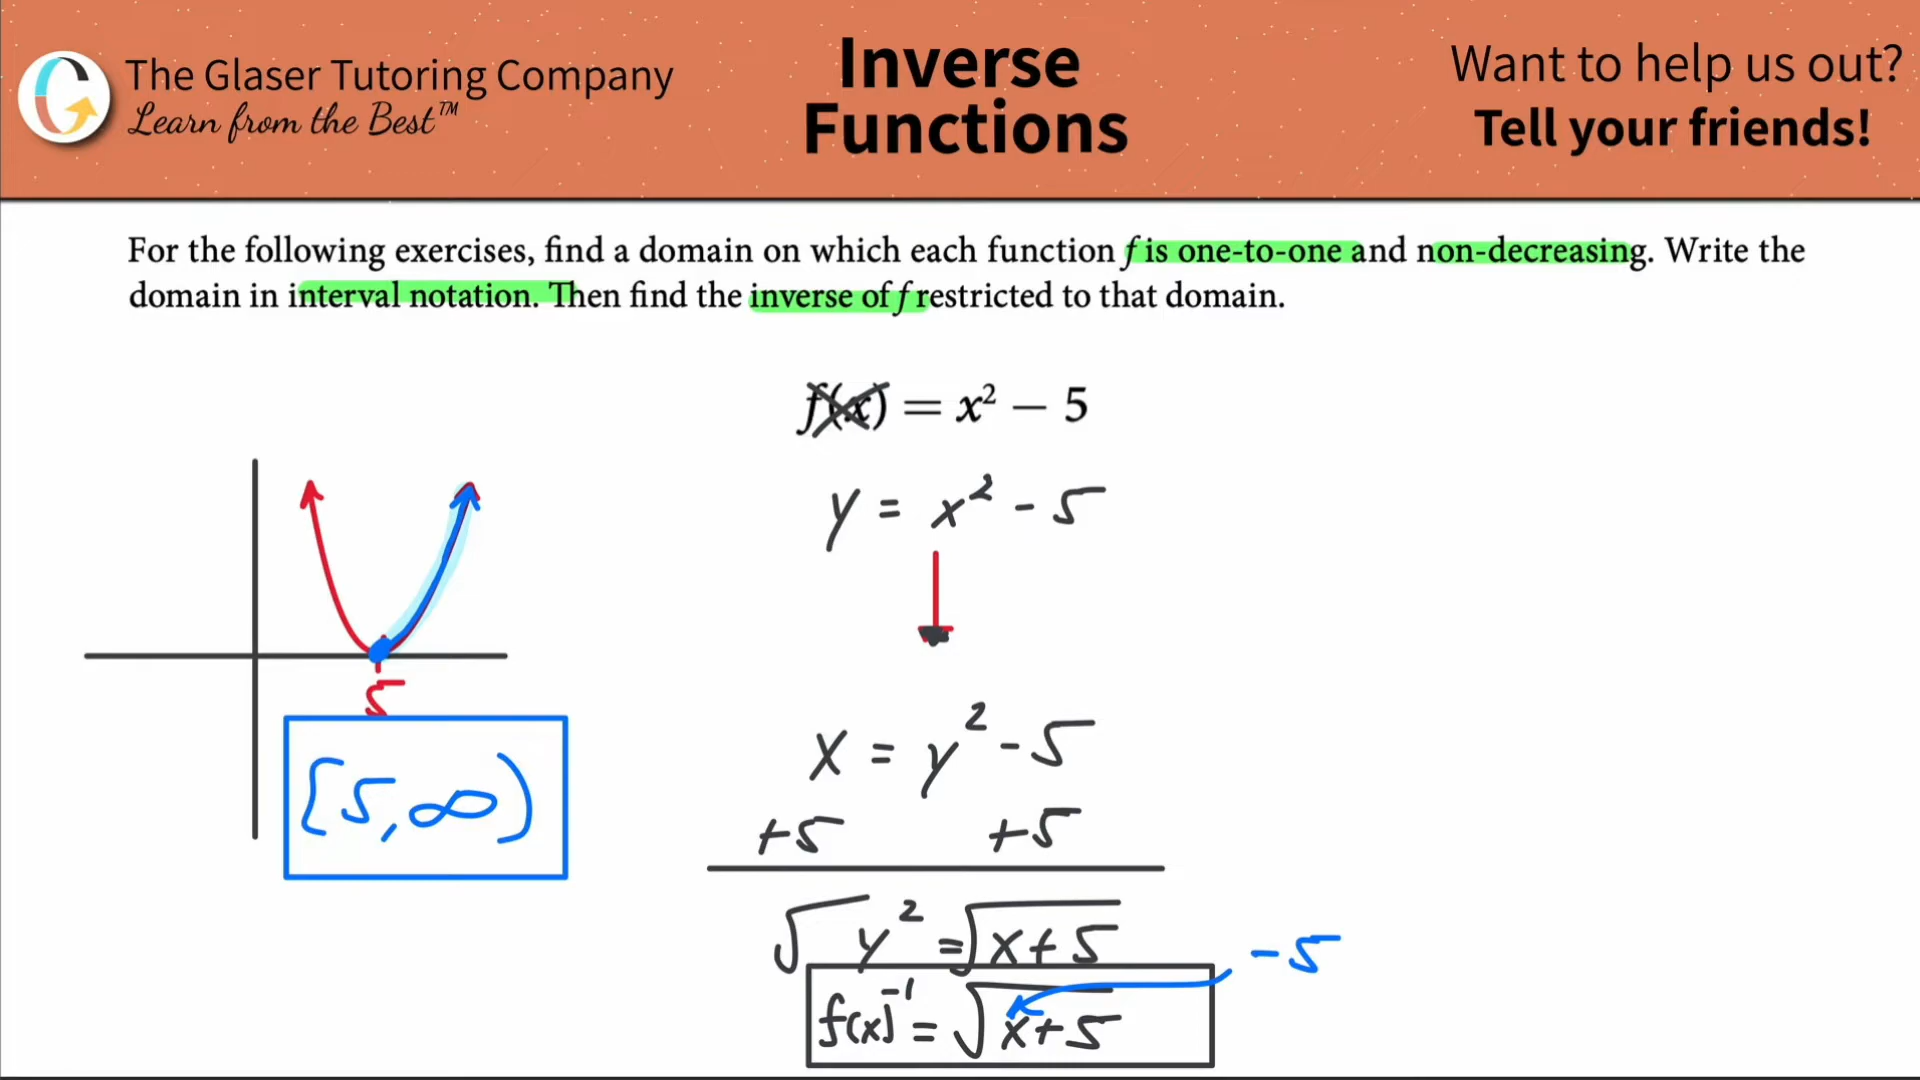 The Glaser Tutoring Company
Learn from the Best™
Inverse
Functions
Want to help us out?
Tell your friends!
For the following exercises, find a domain on which each function f is one-to-one and non-decreasing. Write the
domain in interval notation. Then find the inverse of f restricted to that domain.
f(x) = x² − 5
y = x² - 5
5
[5, ∞)
x = y² - 5
+5 +5
√y² = √x+5
-5
f(x)⁻¹ = √x+5